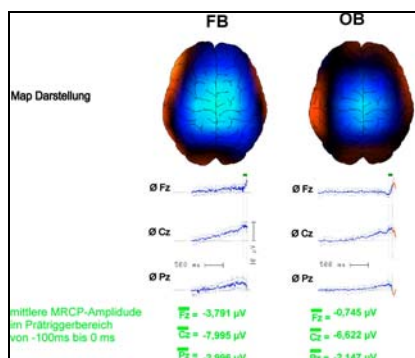 FB OB
Map Darstellung
Ø Fz Ø Fz
Ø Cz Ø Cz
500 ms 500 ms
Ø Pz Ø Pz
mittlere MRCP-Amplidude
im Prätriggerbereich
von -100ms bis 0 ms
Fz = -3,791 µV Fz = -0,745 µV
Cz = -7,995 µV Cz = -6,622 µV